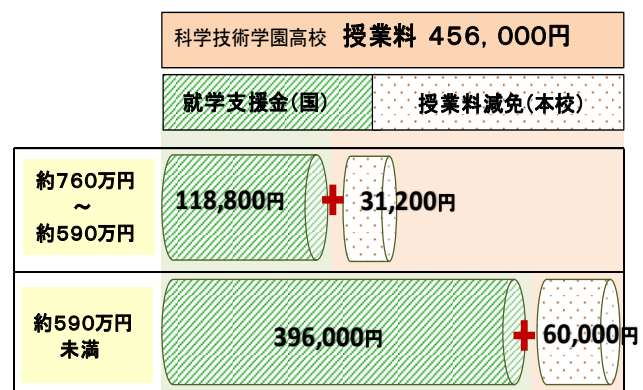 科学技術学園高校 授業料 456，000円
就学支援金（国） 授業料減免（本校）
約760万円
～
約590万円
118,800円 + 31,200円
約590万円
未満
396,000円 + 60,000円